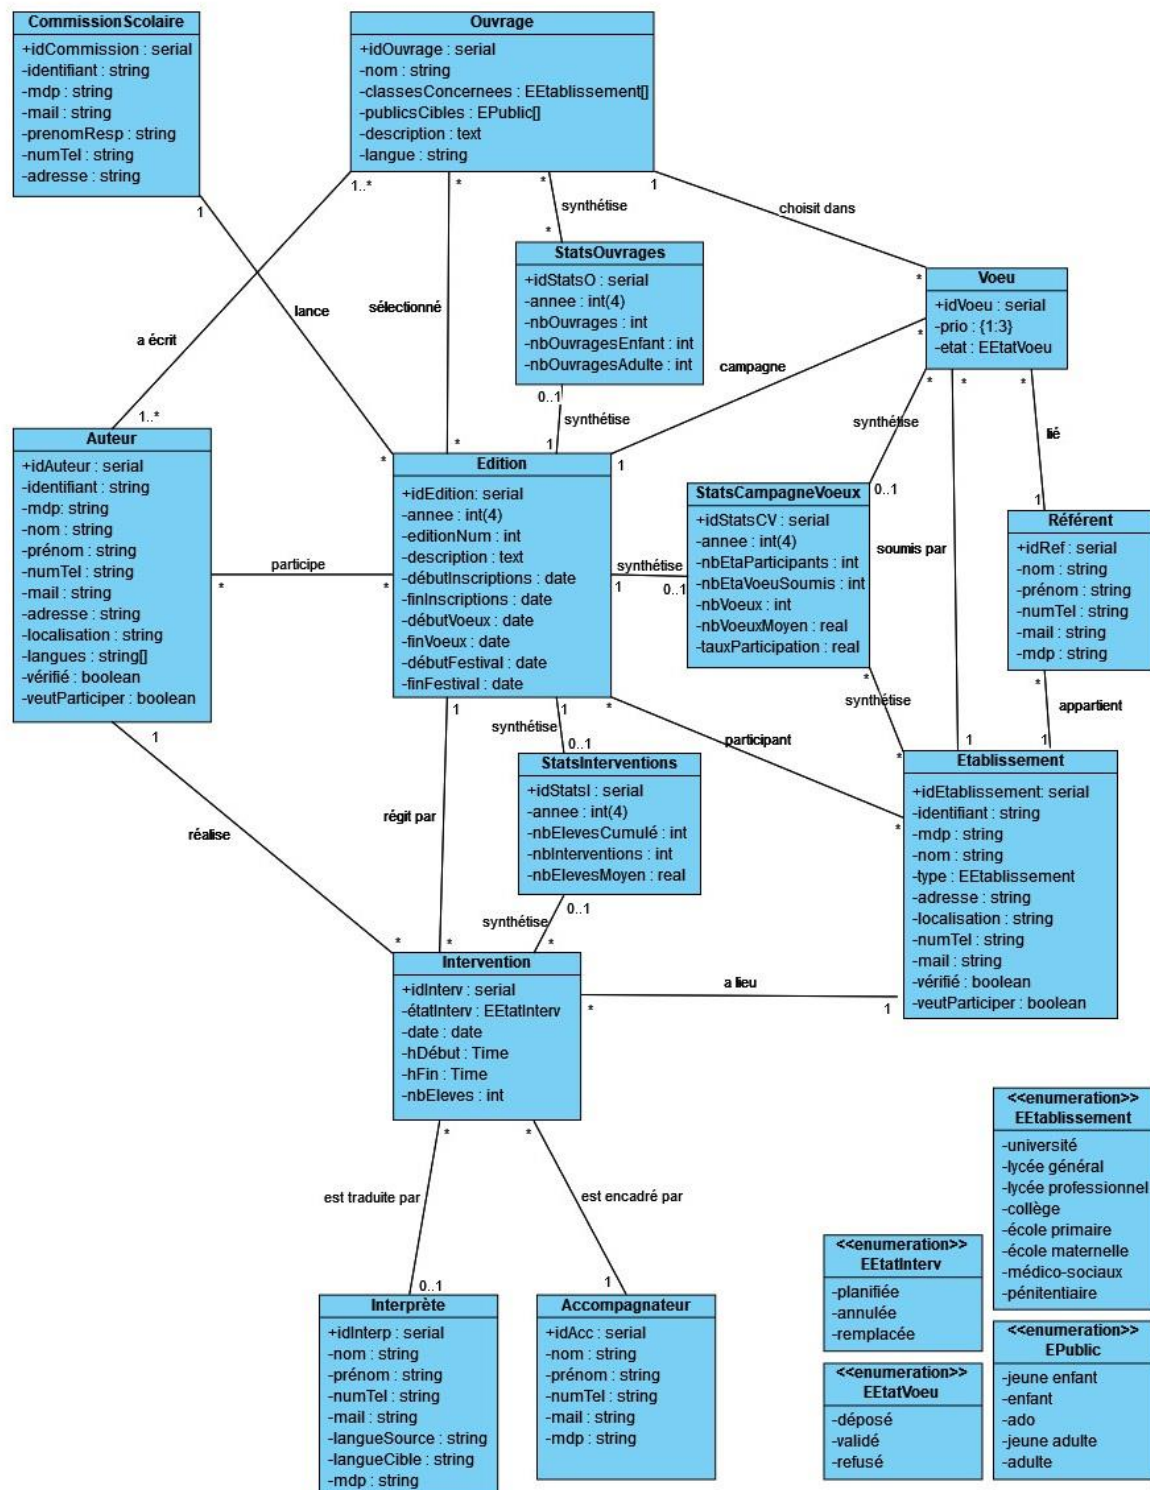 CommissionScolaire
+idCommission : serial
-identifiant : string
-mdp : string
-mail : string
-prenomResp : string
-numTel : string
-adresse : string
1
Ouvrage
+idOuvrage : serial
-nom : string
-classesConcernees : EEtablissement[]
-publicsCibles : EPublic[]
-description : text
-langue : string
1..*
*
*
1
synthétise
choisit dans
*
StatsOuvrages
+idStatsO : serial
-annee : int(4)
-nbOuvrages : int
-nbOuvragesEnfant : int
-nbOuvragesAdulte : int
0..1
synthétise
1
*
Voeu
+idVoeu : serial
-prio : {1:3}
-etat : EEtatVoeu
*
*
*
*
lance
sélectionné
a écrit
campagne
synthétise
lié
1..*
*
*
1
0..1
1
Auteur
+idAuteur : serial
-identifiant : string
-mdp: string
-nom : string
-prénom : string
-numTel : string
-mail : string
-adresse : string
-localisation : string
-langues : string[]
-vérifié : boolean
-veutParticiper : boolean
*
participe
*
1
Edition
+idEdition: serial
-annee : int(4)
-editionNum : int
-description : text
-débutInscriptions : date
-finInscriptions : date
-débutVoeux : date
-finVoeux : date
-débutFestival : date
-finFestival : date
synthétise
1
0..1
StatsCampagneVoeux
+idStatsCV : serial
-annee : int(4)
-nbEtaParticipants : int
-nbEtaVoeuSoumis : int
-nbVoeux : int
-nbVoeuxMoyen : real
-tauxParticipation : real
*
synthétise
*
soumis par
1
Référent
+idRef : serial
-nom : string
-prénom : string
-numTel : string
-mail : string
-mdp : string
*
appartient
1
1
1
*
synthétise
0..1
participant
*
StatsInterventions
+idStatsI : serial
-annee : int(4)
-nbElevesCumulé : int
-nbInterventions : int
-nbElevesMoyen : real
0..1
synthétise
*
régit par
*
réalise
*
Etablissement
+idEtablissement: serial
-identifiant : string
-mdp : string
-nom : string
-type : EEtablissement
-adresse : string
-localisation : string
-numTel : string
-mail : string
-vérifié : boolean
-veutParticiper : boolean
Intervention
+idInterv : serial
-étatInterv : EEtatInterv
-date : date
-hDébut : Time
-hFin : Time
-nbEleves : int
a lieu
*
1
*
*
est traduite par
est encadré par
0..1
1
Interprète
+idInterp : serial
-nom : string
-prénom : string
-numTel : string
-mail : string
-langueSource : string
-langueCible : string
-mdp : string
Accompagnateur
+idAcc : serial
-nom : string
-prénom : string
-numTel : string
-mail : string
-mdp : string
<<enumeration>>
EEtatInterv
-planifiée
-annulée
-remplacée
<<enumeration>>
EEtatVoeu
-déposé
-validé
-refusé
<<enumeration>>
EEtablissement
-université
-lycée général
-lycée professionnel
-collège
-école primaire
-école maternelle
-médico-sociaux
-pénitentiaire
<<enumeration>>
EPublic
-jeune enfant
-enfant
-ado
-jeune adulte
-adulte